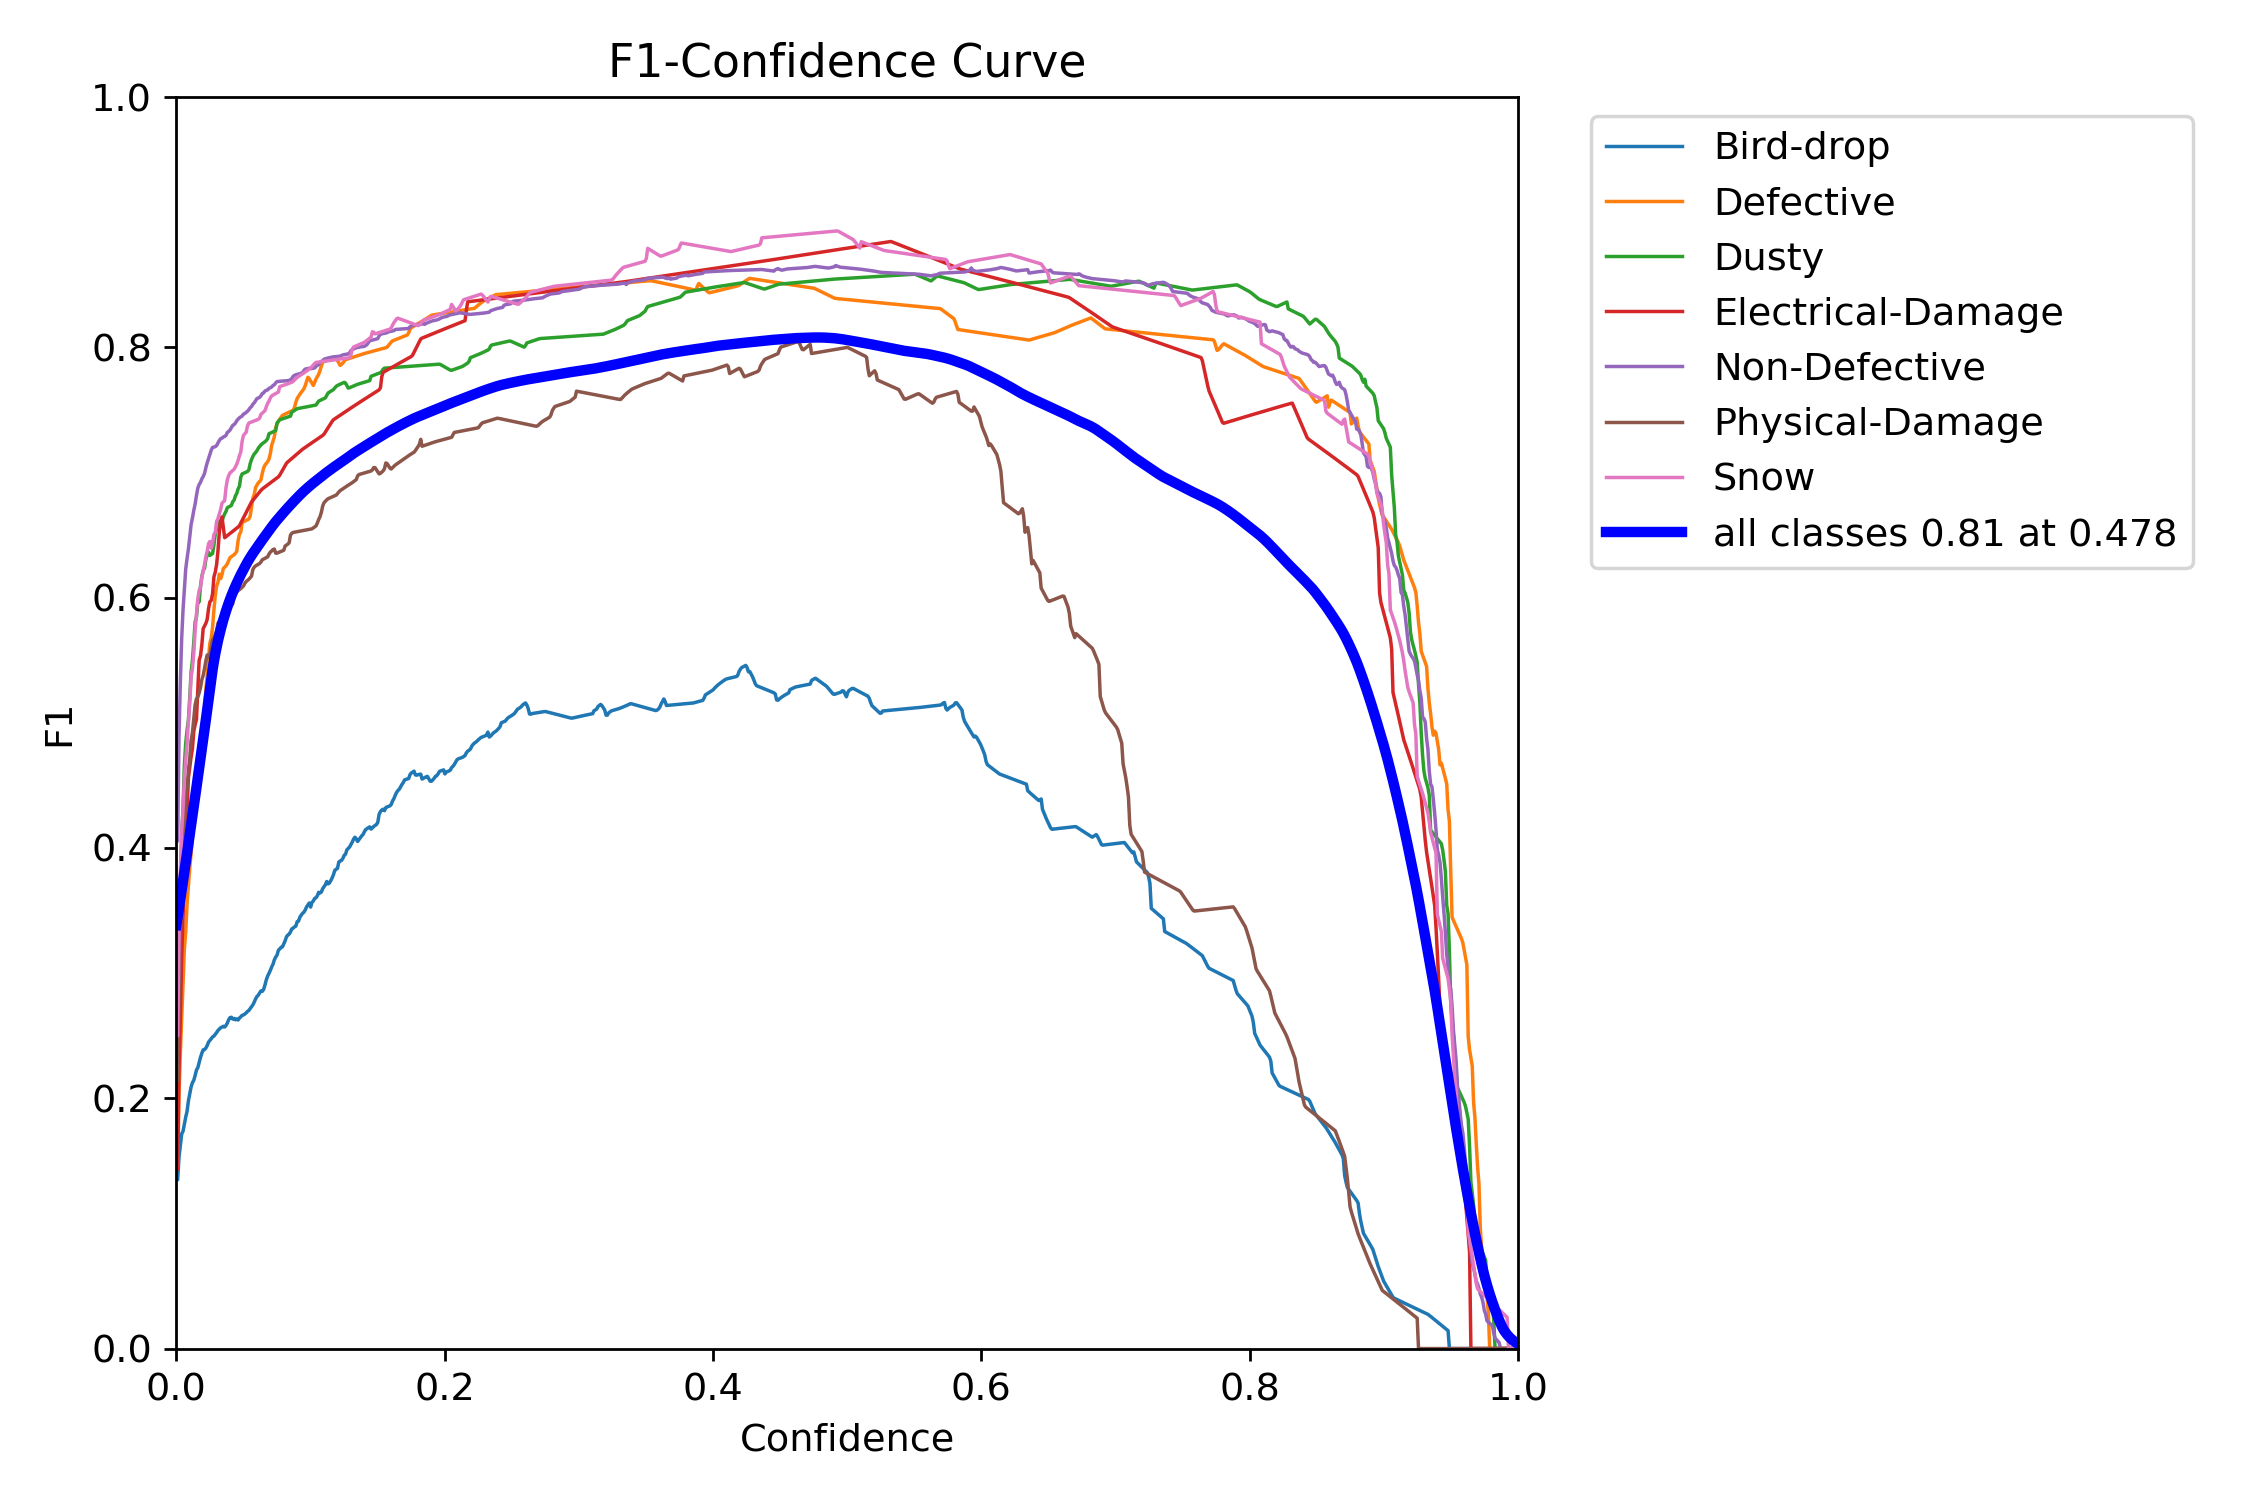 F1-Confidence Curve
1.0
0.8
0.6
0.4
0.2
0.0
F1
0.0 0.2 0.4 0.6 0.8 1.0
Confidence
Bird-drop
Defective
Dusty
Electrical-Damage
Non-Defective
Physical-Damage
Snow
all classes 0.81 at 0.478